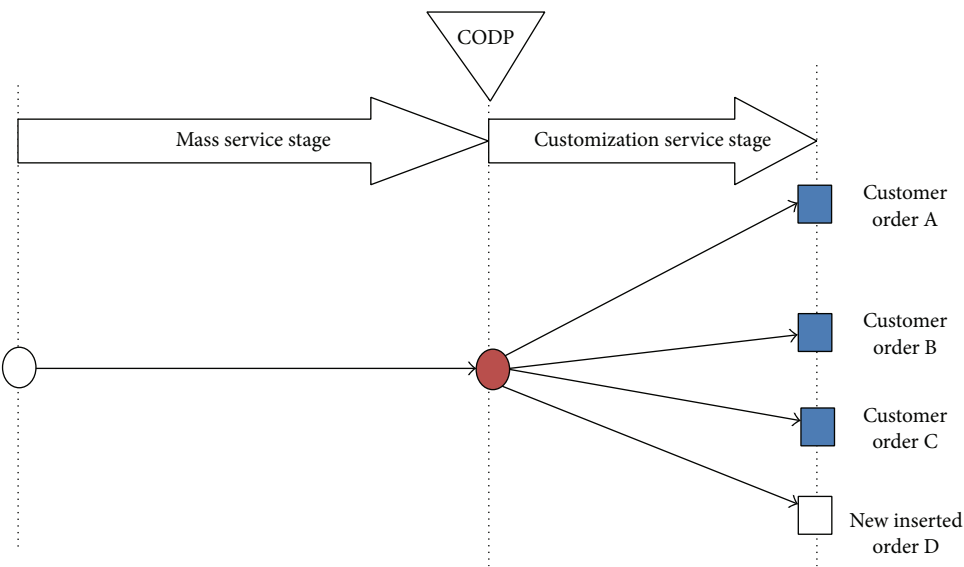 CODP
Mass service stage
Customization service stage
Customer
order A
Customer
order B
Customer
order C
New inserted
order D